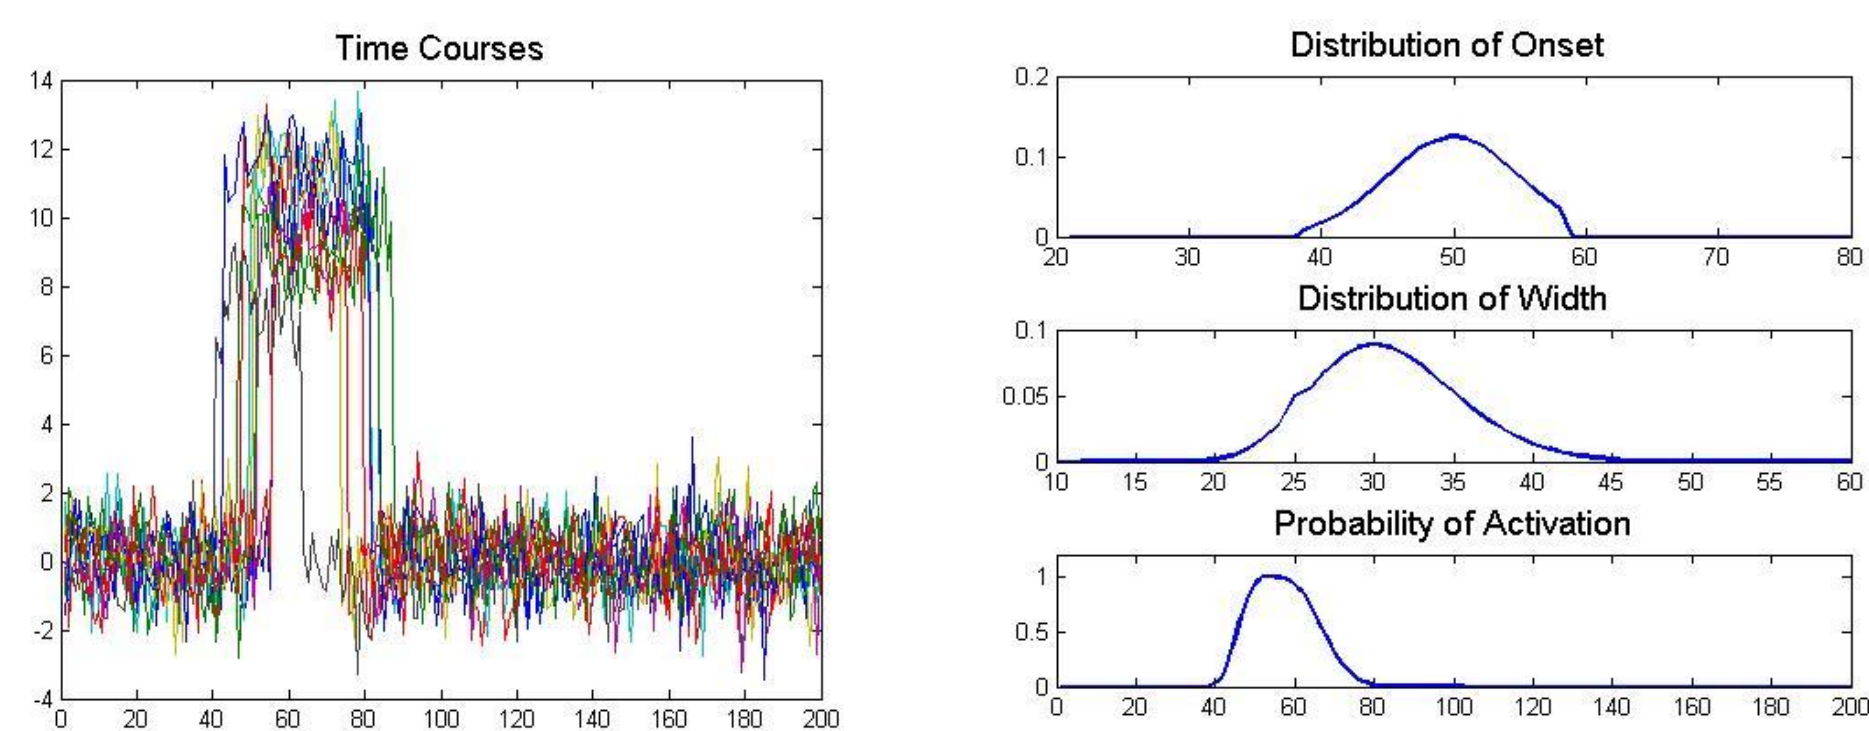 Time Courses
14
12
10
8
6
4
2
0
-2
-4
0 20 40 60 80 100 120 140 160 180 200
Distribution of Onset
0.2
0.1
0
20 30 40 50 60 70 80
Distribution of Width
0.1
0.05
0
10 15 20 25 30 35 40 45 50 55 60
Probability of Activation
1
0.5
0
0 20 40 60 80 100 120 140 160 180 200